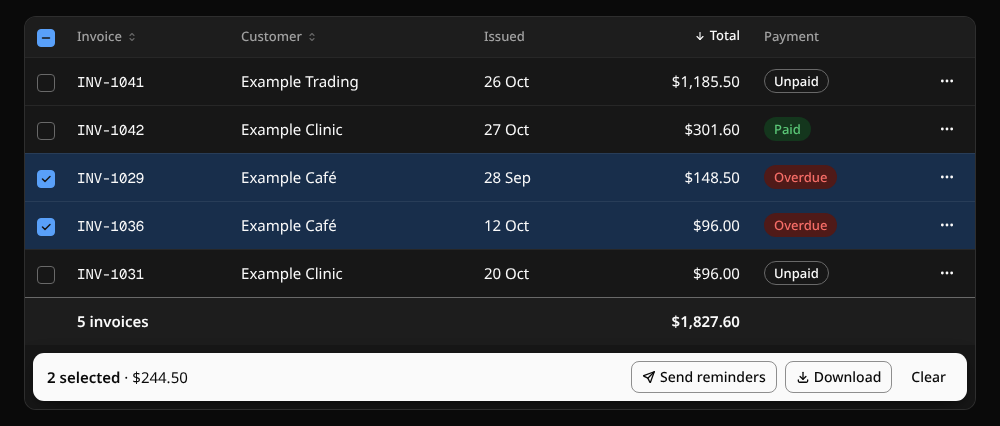 Invoice Customer Issued ↓ Total Payment
INV-1041 Example Trading 26 Oct $1,185.50 Unpaid
INV-1042 Example Clinic 27 Oct $301.60 Paid
INV-1029 Example Café 28 Sep $148.50 Overdue
INV-1036 Example Café 12 Oct $96.00 Overdue
INV-1031 Example Clinic 20 Oct $96.00 Unpaid
5 invoices $1,827.60
2 selected · $244.50 Send reminders Download Clear